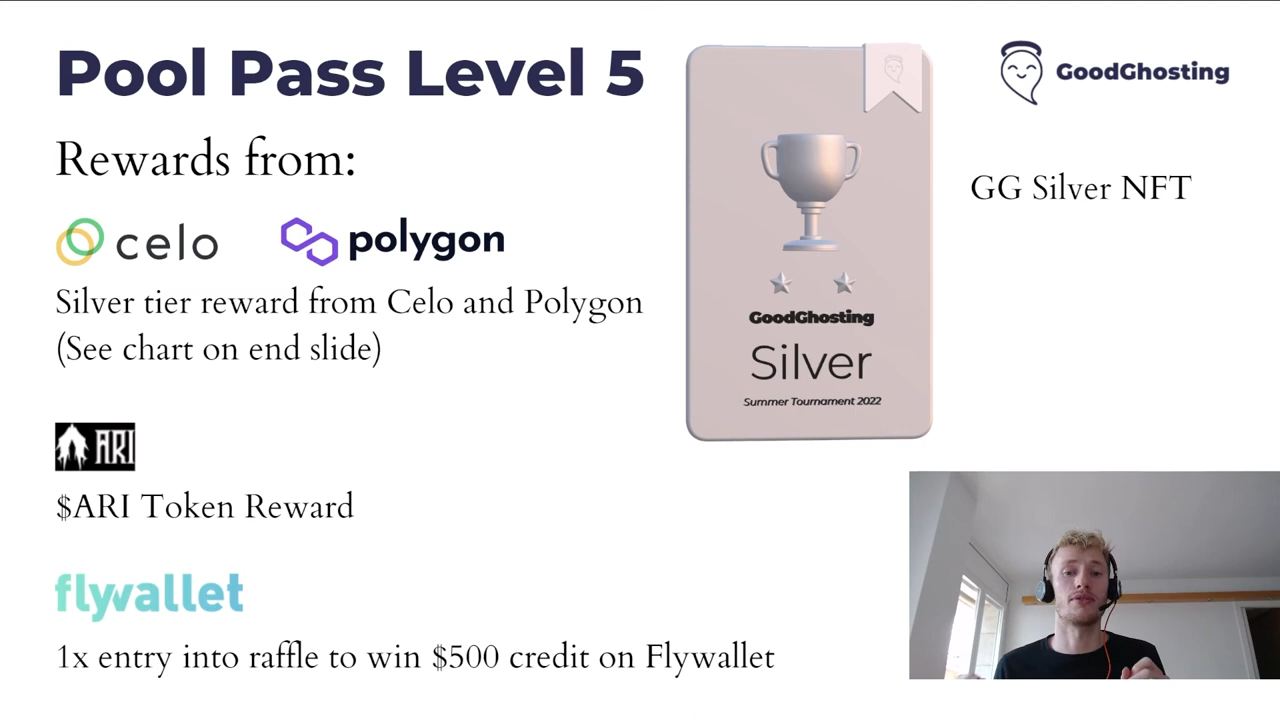 Pool Pass Level 5
Rewards from:
celo
polygon
Silver tier reward from Celo and Polygon
(See chart on end slide)
ARI
$ARI Token Reward
flywallet
1x entry into raffle to win $500 credit on Flywallet
GoodGhosting
Silver
Summer Tournament 2022
GoodGhosting
GG Silver NFT